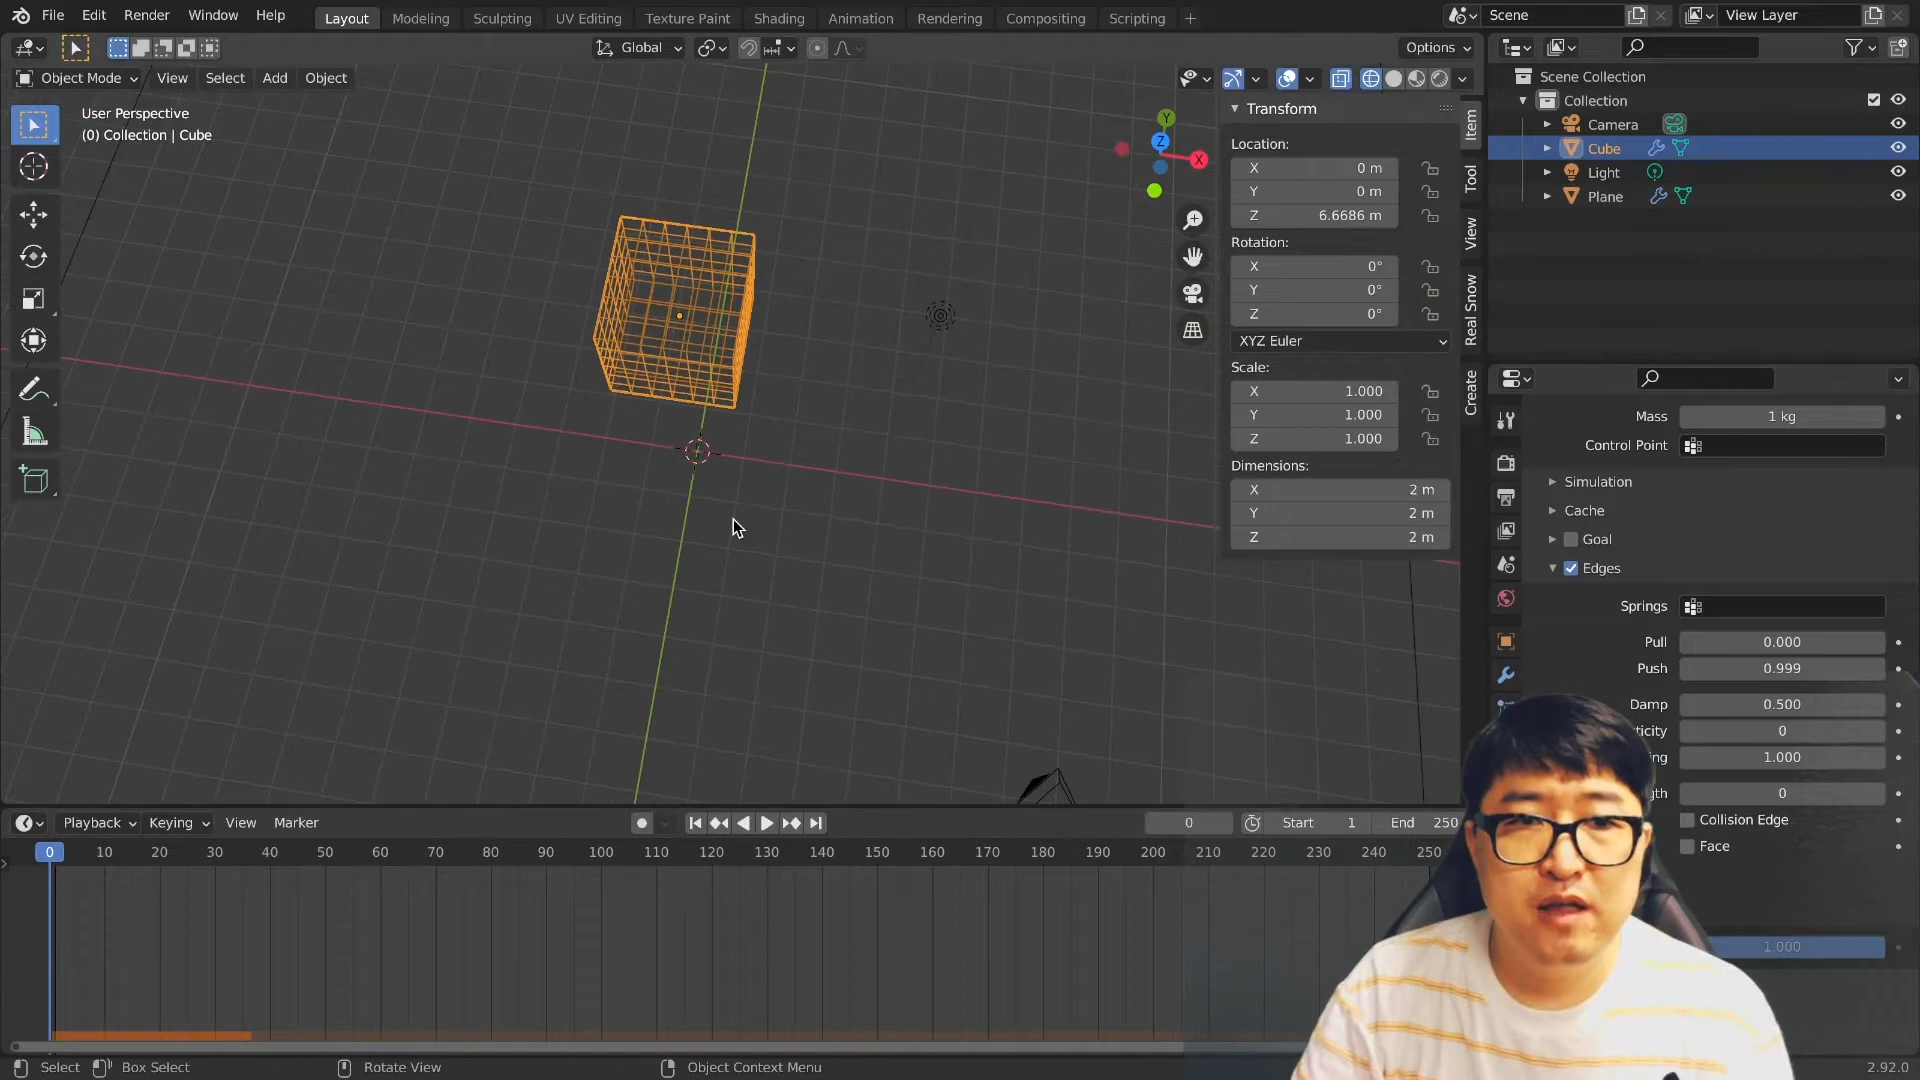 File Edit Render Window Help
Layout Modeling Sculpting UV Editing Texture Paint Shading Animation Rendering Compositing Scripting +
Scene
View Layer
Global
Options
Object Mode View Select Add Object
User Perspective
(0) Collection | Cube
Y
Z
X
Transform
Location:
X 0 m
Y 0 m
Z 6.6686 m
Rotation:
X 0°
Y 0°
Z 0°
XYZ Euler
Scale:
X 1.000
Y 1.000
Z 1.000
Dimensions:
X 2 m
Y 2 m
Z 2 m
Item
Tool
View
Real Snow
Create
Scene Collection
Collection
Camera
Cube
Light
Plane
Mass 1 kg
Control Point
Simulation
Cache
Goal
Edges
Springs
Pull 0.000
Push 0.999
Damp 0.500
ticity 0
ng 1.000
gth 0
Collision Edge
Face
1.000
Playback Keying View Marker
0 Start 1 End 250
0 10 20 30 40 50 60 70 80 90 100 110 120 130 140 150 160 170 180 190 200 210 220 230 240 250
Select Box Select Rotate View Object Context Menu 2.92.0